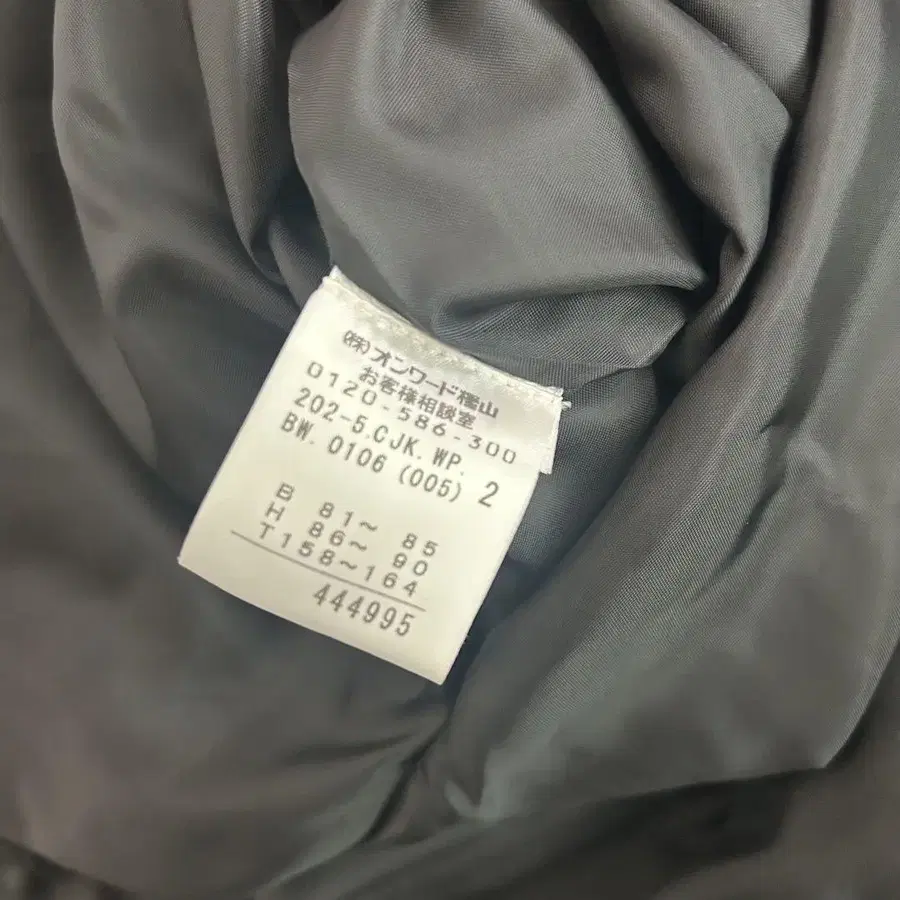 (株)オンワード樫山
お客様相談室
0120-586-300
202-5.CJK.WP.
BW. 0106 (005) 2
B 81~ 85
H 86~ 90
T158~164
444995